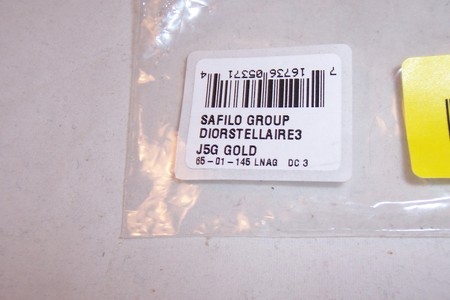 7 16736 05371 4
SAFILO GROUP
DIORSTELLAIRE3
J5G GOLD
65-01-145 LNAG DC 3